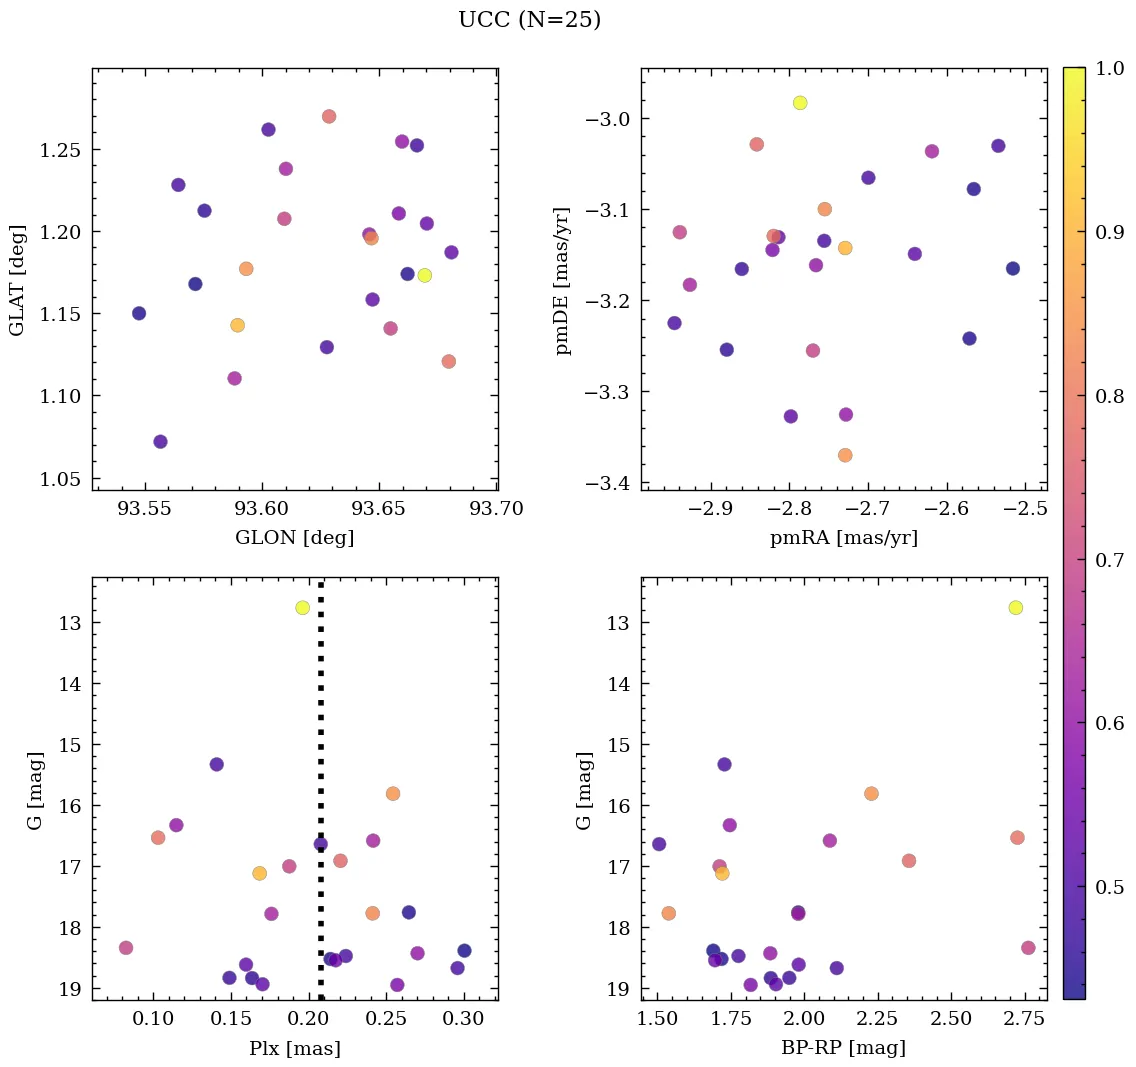 UCC (N=25)
GLAT [deg]
1.25
1.20
1.15
1.10
1.05
93.55 93.60 93.65 93.70
GLON [deg]
pmDE [mas/yr]
−3.0
−3.1
−3.2
−3.3
−3.4
−2.9 −2.8 −2.7 −2.6 −2.5
pmRA [mas/yr]
G [mag]
13
14
15
16
17
18
19
0.10 0.15 0.20 0.25 0.30
Plx [mas]
G [mag]
13
14
15
16
17
18
19
1.50 1.75 2.00 2.25 2.50 2.75
BP-RP [mag]
1.0
0.9
0.8
0.7
0.6
0.5